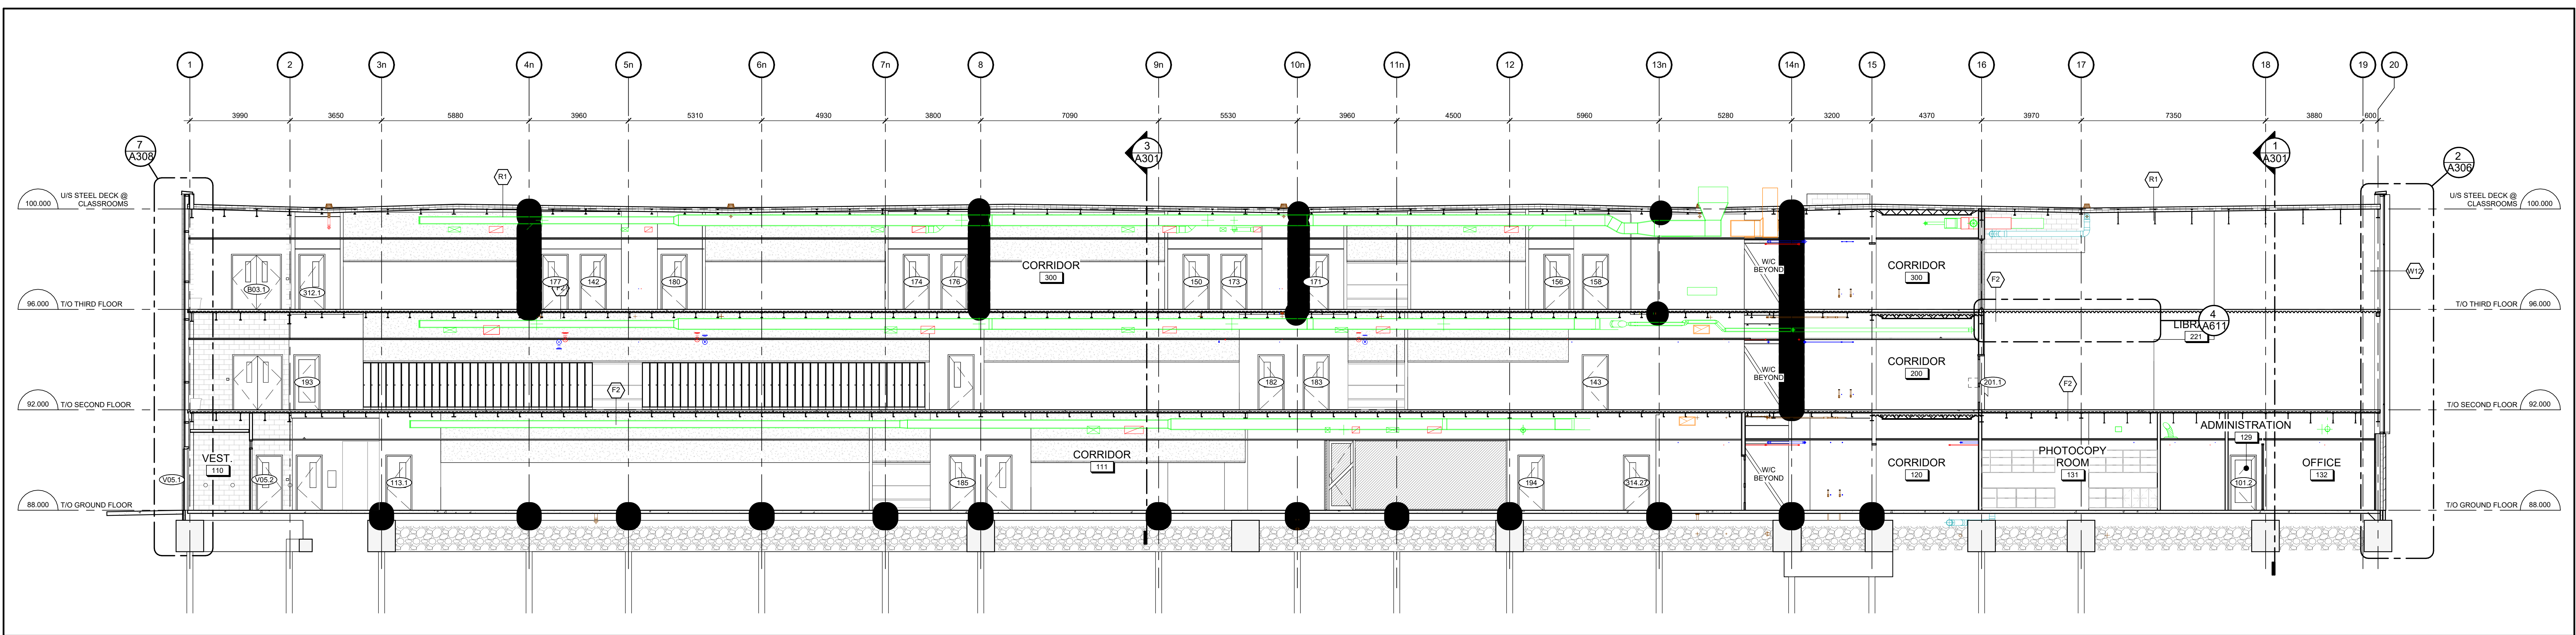 1 2 3n 4n 5n 6n 7n 8 9n 10n 11n 12 13n 14n 15 16 17 18 19 20
3990 3650 5880 3960 5310 4930 3800 7090 5530 3960 4500 5960 5280 3200 4370 3970 7350 3880 600
7
A308
3
A301
1
A301
2
A306
R1
R1
100.000
U/S STEEL DECK @
CLASSROOMS
U/S STEEL DECK @
CLASSROOMS
100.000
W/C
BEYOND
CORRIDOR
300
CORRIDOR
300
W12
B03.1
312.1
177
142
180
174
176
150
173
171
156
158
F2
F2
96.000
T/O THIRD FLOOR
T/O THIRD FLOOR
96.000
4
A611
221
W/C
BEYOND
CORRIDOR
200
193
F2
182
183
143
201.1
F2
92.000
T/O SECOND FLOOR
T/O SECOND FLOOR
92.000
ADMINISTRATION
129
VEST.
110
CORRIDOR
111
W/C
BEYOND
CORRIDOR
120
PHOTOCOPY
ROOM
131
OFFICE
132
V05.1
V05.2
113.1
185
194
314.27
101.2
88.000
T/O GROUND FLOOR
T/O GROUND FLOOR
88.000